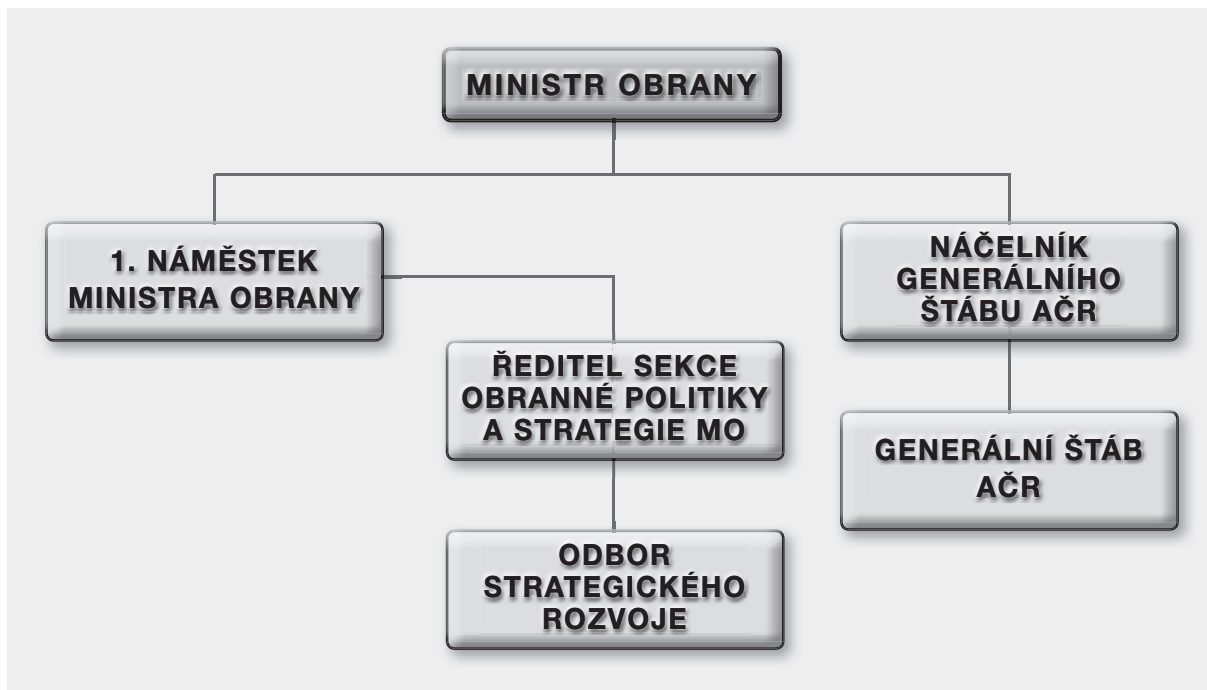 MINISTR OBRANY
1. NÁMĚSTEK
MINISTRA OBRANY
NÁČELNÍK
GENERÁLNÍHO
ŠTÁBU AČR
ŘEDITEL SEKCE
OBRANNÉ POLITIKY
A STRATEGIE MO
GENERÁLNÍ ŠTÁB
AČR
ODBOR
STRATEGICKÉHO
ROZVOJE